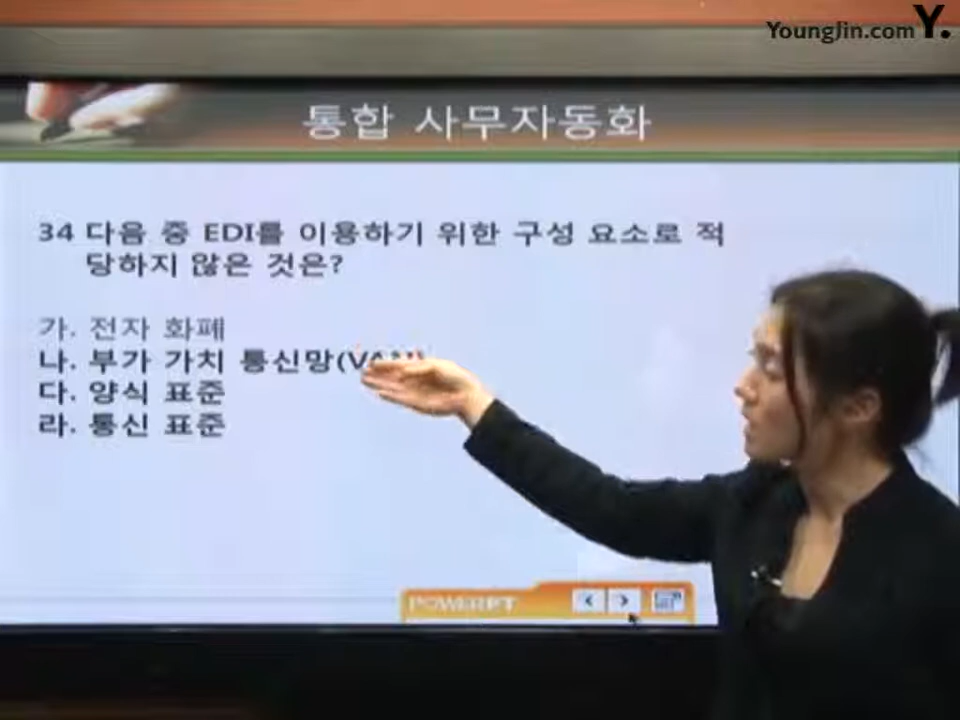 YoungJin.com Y.
통합 사무자동화
34 다음 중 EDI를 이용하기 위한 구성 요소로 적
당하지 않은 것은?
가. 전자 화폐
나. 부가 가치 통신망(VAN)
다. 양식 표준
라. 통신 표준
POWERPT